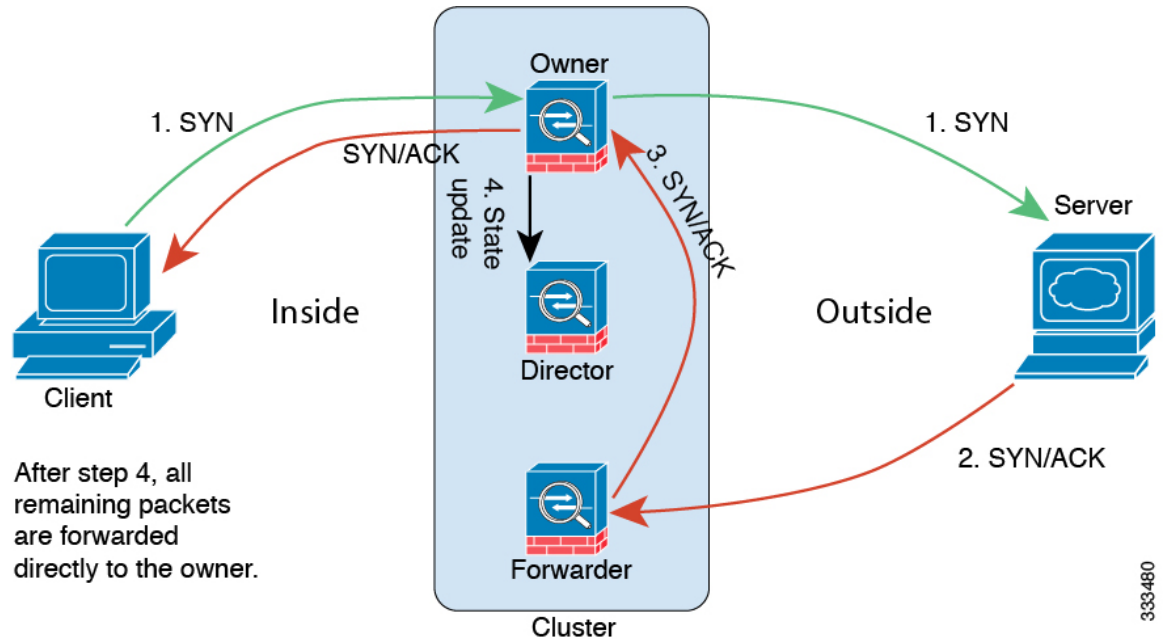 Owner
1. SYN
1. SYN
SYN/ACK
3. SYN/ACK
4. State
update
Server
Inside
Outside
Director
Client
2. SYN/ACK
After step 4, all
remaining packets
are forwarded
directly to the owner.
Forwarder
Cluster
333480